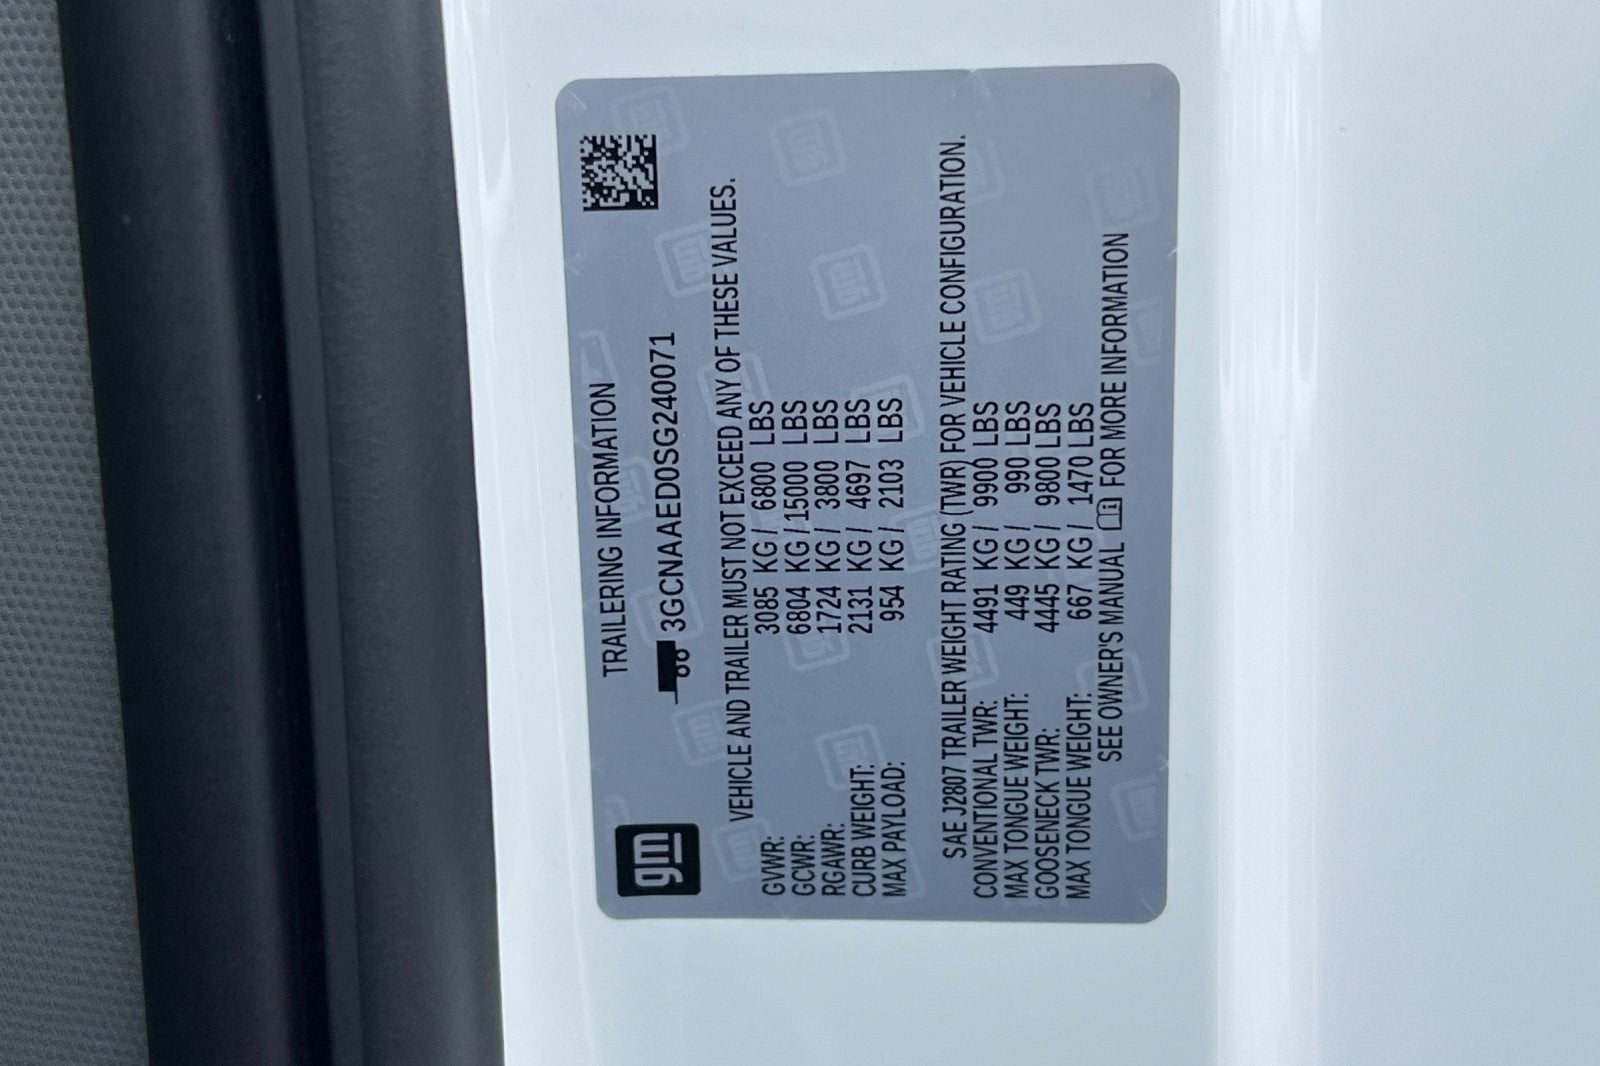 gm
TRAILERING INFORMATION
3GCNAAED0SG240071
VEHICLE AND TRAILER MUST NOT EXCEED ANY OF THESE VALUES.
GVWR: 3085 KG / 6800 LBS
GCWR: 6804 KG / 15000 LBS
RGAWR: 1724 KG / 3800 LBS
CURB WEIGHT: 2131 KG / 4697 LBS
MAX PAYLOAD: 954 KG / 2103 LBS
SAE J2807 TRAILER WEIGHT RATING (TWR) FOR VEHICLE CONFIGURATION.
CONVENTIONAL TWR: 4491 KG / 9900 LBS
MAX TONGUE WEIGHT: 449 KG / 990 LBS
GOOSENECK TWR: 4445 KG / 9800 LBS
MAX TONGUE WEIGHT: 667 KG / 1470 LBS
SEE OWNER'S MANUAL FOR MORE INFORMATION